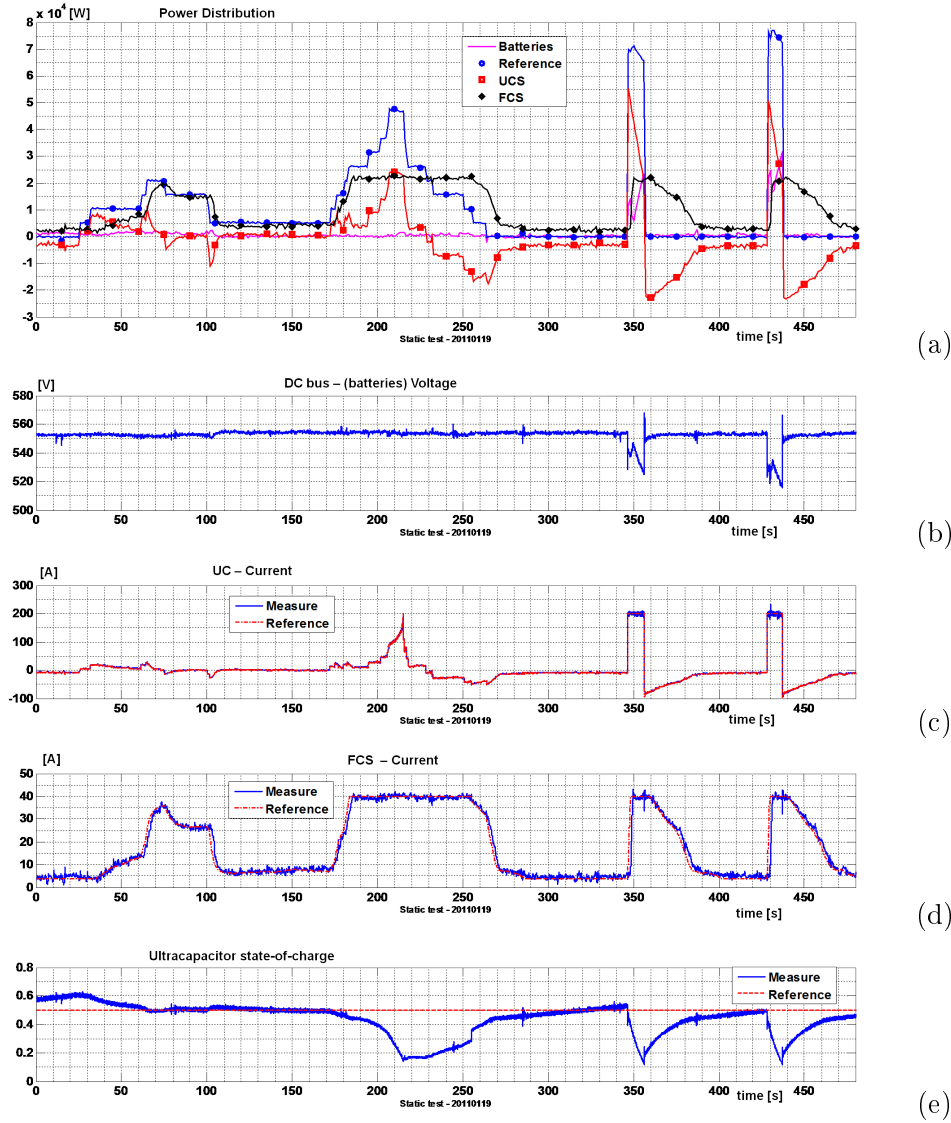 x 10^4 [W] Power Distribution
8
7
6
5
4
3
2
1
0
-1
-2
-3
Batteries
Reference
UCS
FCS
0 50 100 150 200 250 300 350 400 450
time [s]
Static test - 20110119
(a)
[V] DC bus – (batteries) Voltage
580
560
540
520
500
0 50 100 150 200 250 300 350 400 450
time [s]
Static test - 20110119
(b)
[A] UC – Current
300
200
100
0
-100
Measure
Reference
0 50 100 150 200 250 300 350 400 450
time [s]
Static test - 20110119
(c)
[A] FCS – Current
50
40
30
20
10
0
Measure
Reference
0 50 100 150 200 250 300 350 400 450
time [s]
Static test - 20110119
(d)
Ultracapacitor state-of-charge
0.8
0.6
0.4
0.2
0
Measure
Reference
0 50 100 150 200 250 300 350 400 450
time [s]
Static test - 20110119
(e)